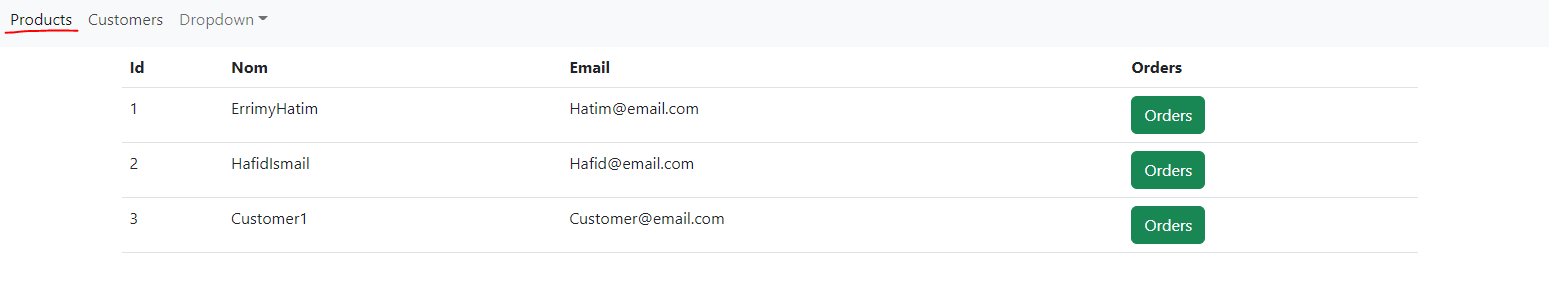 Products Customers Dropdown
Id Nom Email Orders
1 ErrimyHatim Hatim@email.com Orders
2 HafidIsmail Hafid@email.com Orders
3 Customer1 Customer@email.com Orders